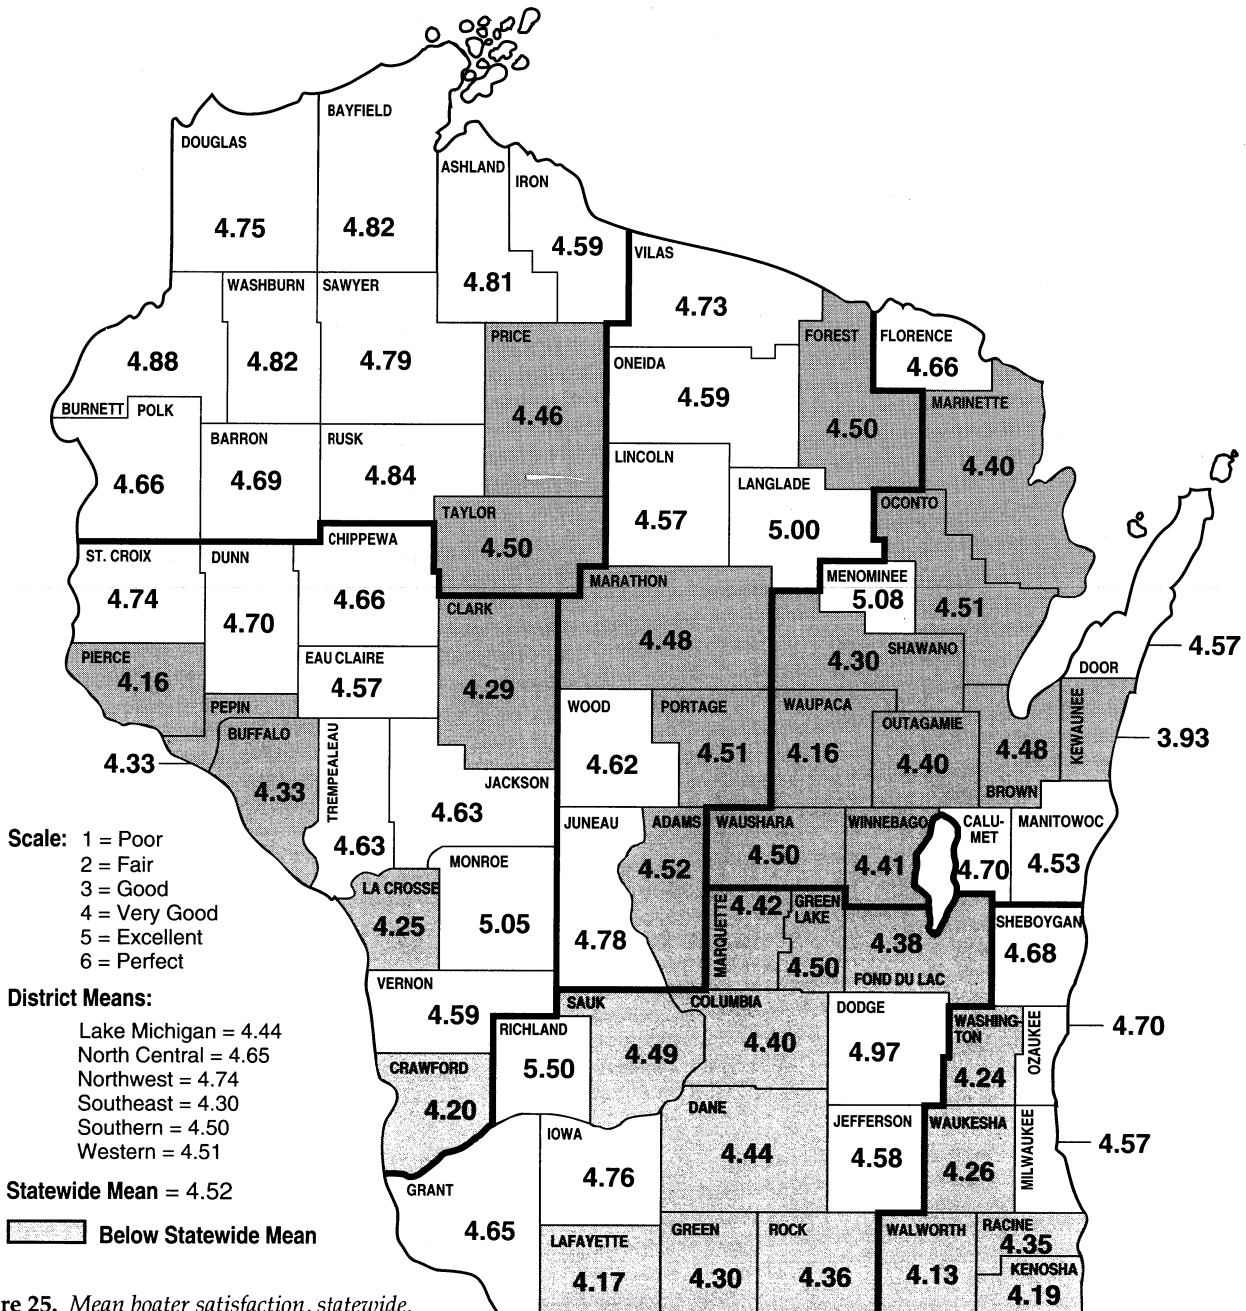 BAYFIELD
DOUGLAS
ASHLAND
IRON
4.75
4.82
4.59
VILAS
4.81
WASHBURN
SAWYER
4.73
PRICE
FOREST
FLORENCE
4.88
4.82
4.79
ONEIDA
4.66
BURNETT
POLK
4.46
4.59
MARINETTE
BARRON
RUSK
4.50
LINCOLN
4.40
4.66
4.69
4.84
LANGLADE
TAYLOR
4.57
5.00
OCONTO
CHIPPEWA
4.50
ST. CROIX
DUNN
MARATHON
MENOMINEE
4.74
4.66
5.08
4.70
CLARK
4.51
4.48
SHAWANO
4.57
PIERCE
EAU CLAIRE
4.30
DOOR
4.16
4.57
4.29
PEPIN
WOOD
PORTAGE
WAUPACA
OUTAGAMIE
KEWAUNEE
BUFFALO
TREMPEALEAU
3.93
4.33
4.62
4.51
4.16
4.40
4.48
4.33
JACKSON
BROWN
4.63
JUNEAU
ADAMS
WAUSHARA
WINNEBAGO
CALU-
MET
MANITOWOC
4.63
MONROE
4.50
4.41
4.70
4.53
4.52
LA CROSSE
4.25
5.05
4.78
MARQUETTE
4.42
GREEN
LAKE
4.50
4.38
FOND DU LAC
SHEBOYGAN
4.68
VERNON
4.59
SAUK
COLUMBIA
DODGE
RICHLAND
5.50
4.49
4.40
4.97
WASHING-
TON
4.24
OZAUKEE
4.70
CRAWFORD
4.20
DANE
IOWA
JEFFERSON
WAUKESHA
MILWAUKEE
4.57
4.76
4.44
4.58
4.26
GRANT
4.65
LAFAYETTE
GREEN
ROCK
WALWORTH
RACINE
4.35
KENOSHA
4.17
4.30
4.36
4.13
4.19
Scale: 1 = Poor
2 = Fair
3 = Good
4 = Very Good
5 = Excellent
6 = Perfect
District Means:
Lake Michigan = 4.44
North Central = 4.65
Northwest = 4.74
Southeast = 4.30
Southern = 4.50
Western = 4.51
Statewide Mean = 4.52
Below Statewide Mean
re 25. Mean boater satisfaction, statewide.